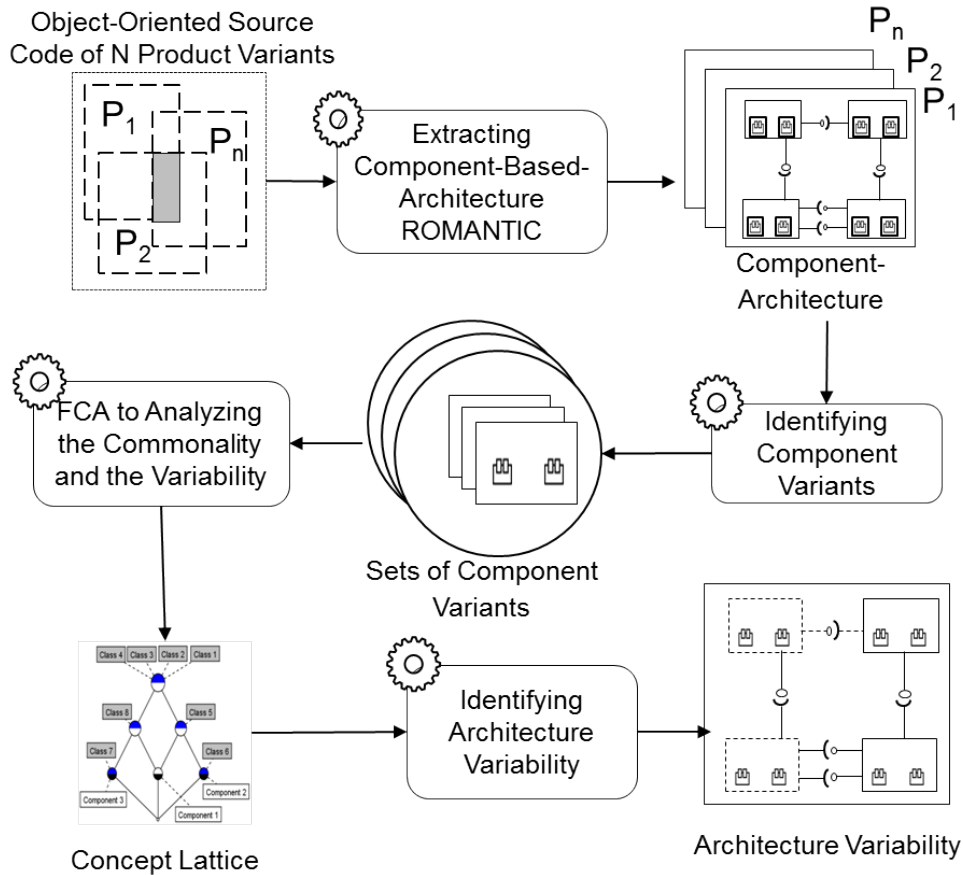 Object-Oriented Source
Code of N Product Variants
P1
Pn
P2
Extracting
Component-Based-
Architecture
ROMANTIC
Pn
P2
P1
Component-
Architecture
FCA to Analyzing
the Commonality
and the Variability
Identifying
Component
Variants
Sets of Component
Variants
Class 4 Class 3 Class 2 Class 1
Class 8 Class 5
Class 7 Class 6
Component 3 Component 2
Component 1
Concept Lattice
Identifying
Architecture
Variability
Architecture Variability